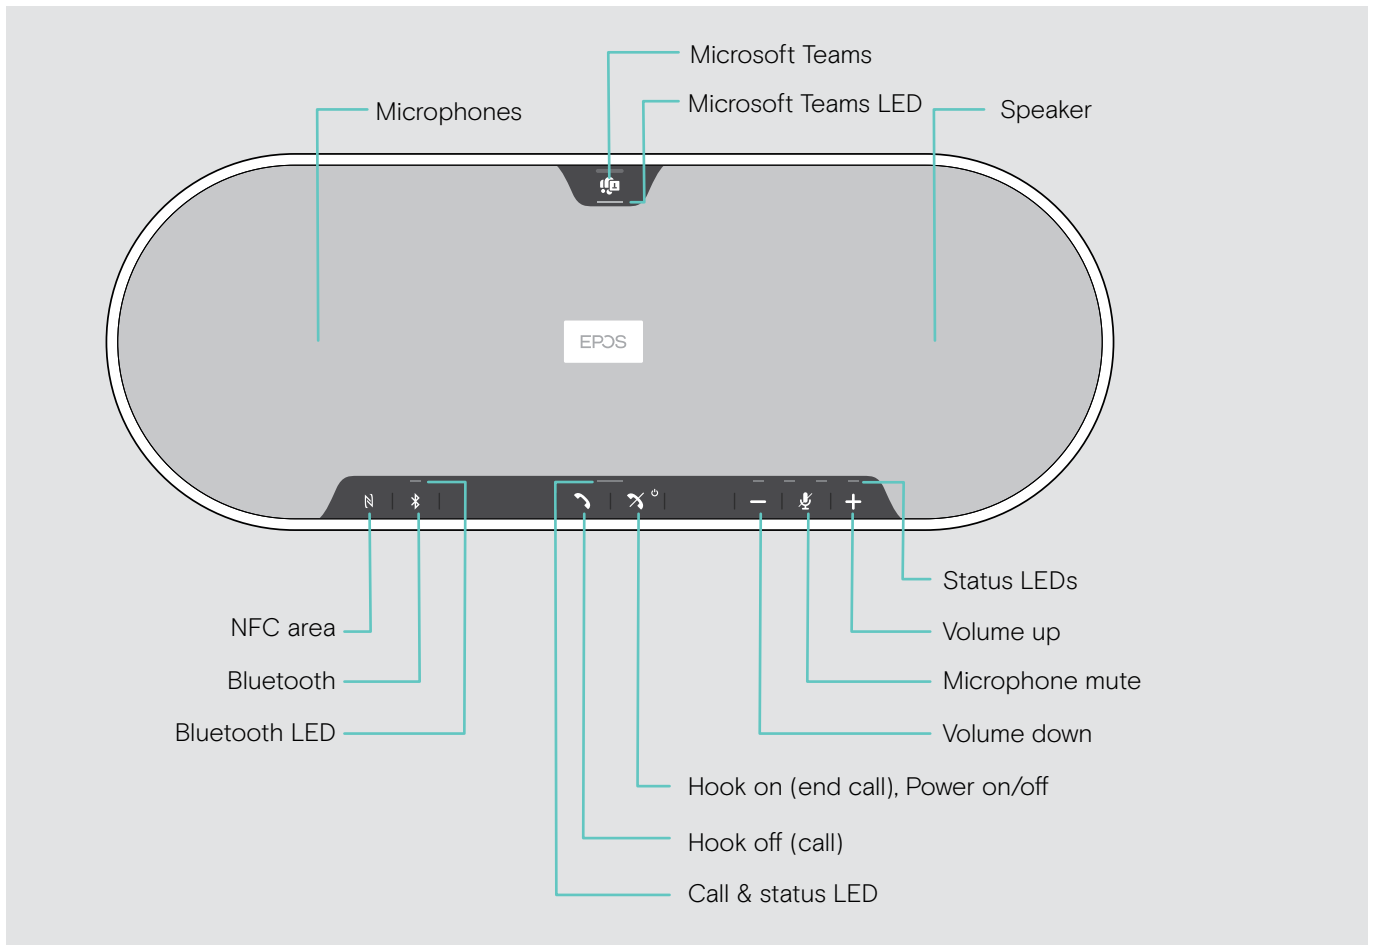 Microsoft Teams
Microsoft Teams LED
Microphones
Speaker
EPOS
Status LEDs
NFC area
Volume up
Bluetooth
Microphone mute
Bluetooth LED
Volume down
Hook on (end call), Power on/off
Hook off (call)
Call & status LED